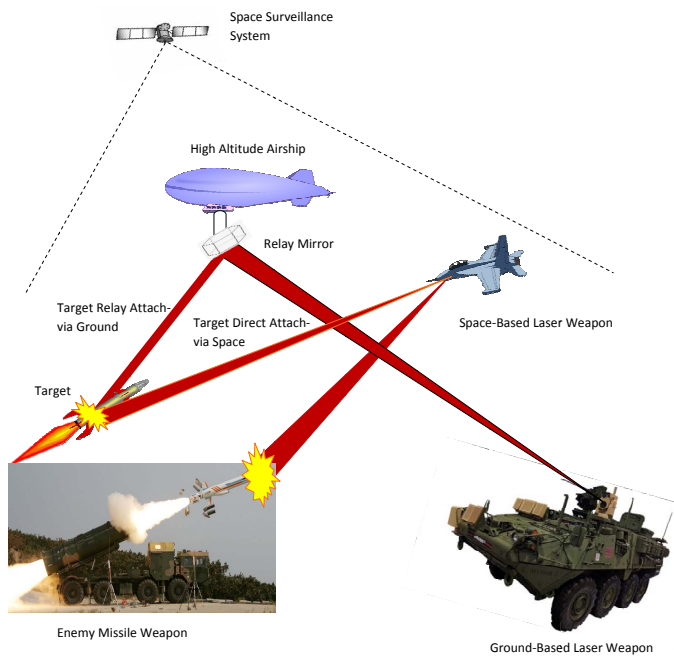 Space Surveillance
System
High Altitude Airship
Relay Mirror
Target Relay Attach-
via Ground
Target Direct Attach-
via Space
Space-Based Laser Weapon
Target
Enemy Missile Weapon
Ground-Based Laser Weapon